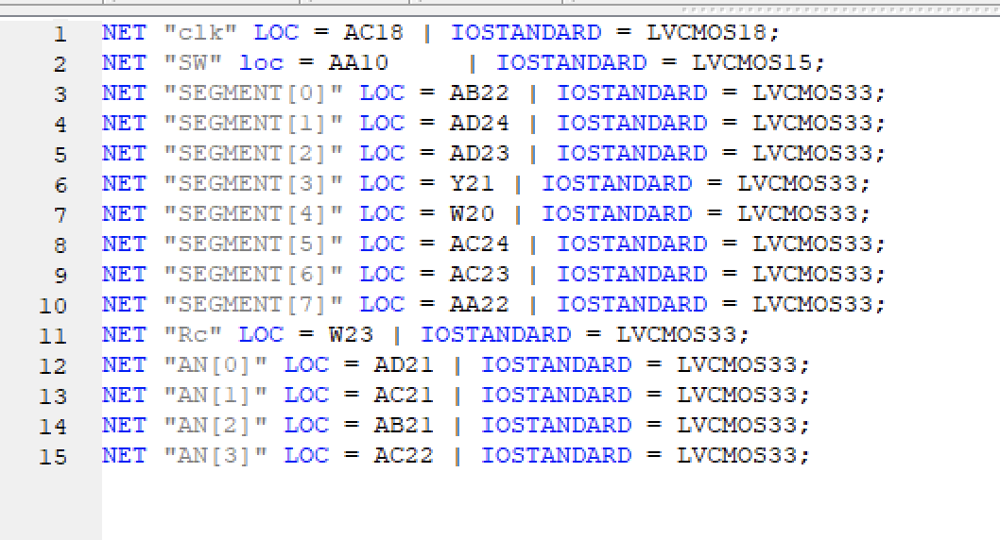 1 NET "clk" LOC = AC18 | IOSTANDARD = LVCMOS18;
2 NET "SW" loc = AA10     | IOSTANDARD = LVCMOS15;
3 NET "SEGMENT[0]" LOC = AB22 | IOSTANDARD = LVCMOS33;
4 NET "SEGMENT[1]" LOC = AD24 | IOSTANDARD = LVCMOS33;
5 NET "SEGMENT[2]" LOC = AD23 | IOSTANDARD = LVCMOS33;
6 NET "SEGMENT[3]" LOC = Y21 | IOSTANDARD = LVCMOS33;
7 NET "SEGMENT[4]" LOC = W20 | IOSTANDARD = LVCMOS33;
8 NET "SEGMENT[5]" LOC = AC24 | IOSTANDARD = LVCMOS33;
9 NET "SEGMENT[6]" LOC = AC23 | IOSTANDARD = LVCMOS33;
10 NET "SEGMENT[7]" LOC = AA22 | IOSTANDARD = LVCMOS33;
11 NET "Rc" LOC = W23 | IOSTANDARD = LVCMOS33;
12 NET "AN[0]" LOC = AD21 | IOSTANDARD = LVCMOS33;
13 NET "AN[1]" LOC = AC21 | IOSTANDARD = LVCMOS33;
14 NET "AN[2]" LOC = AB21 | IOSTANDARD = LVCMOS33;
15 NET "AN[3]" LOC = AC22 | IOSTANDARD = LVCMOS33;